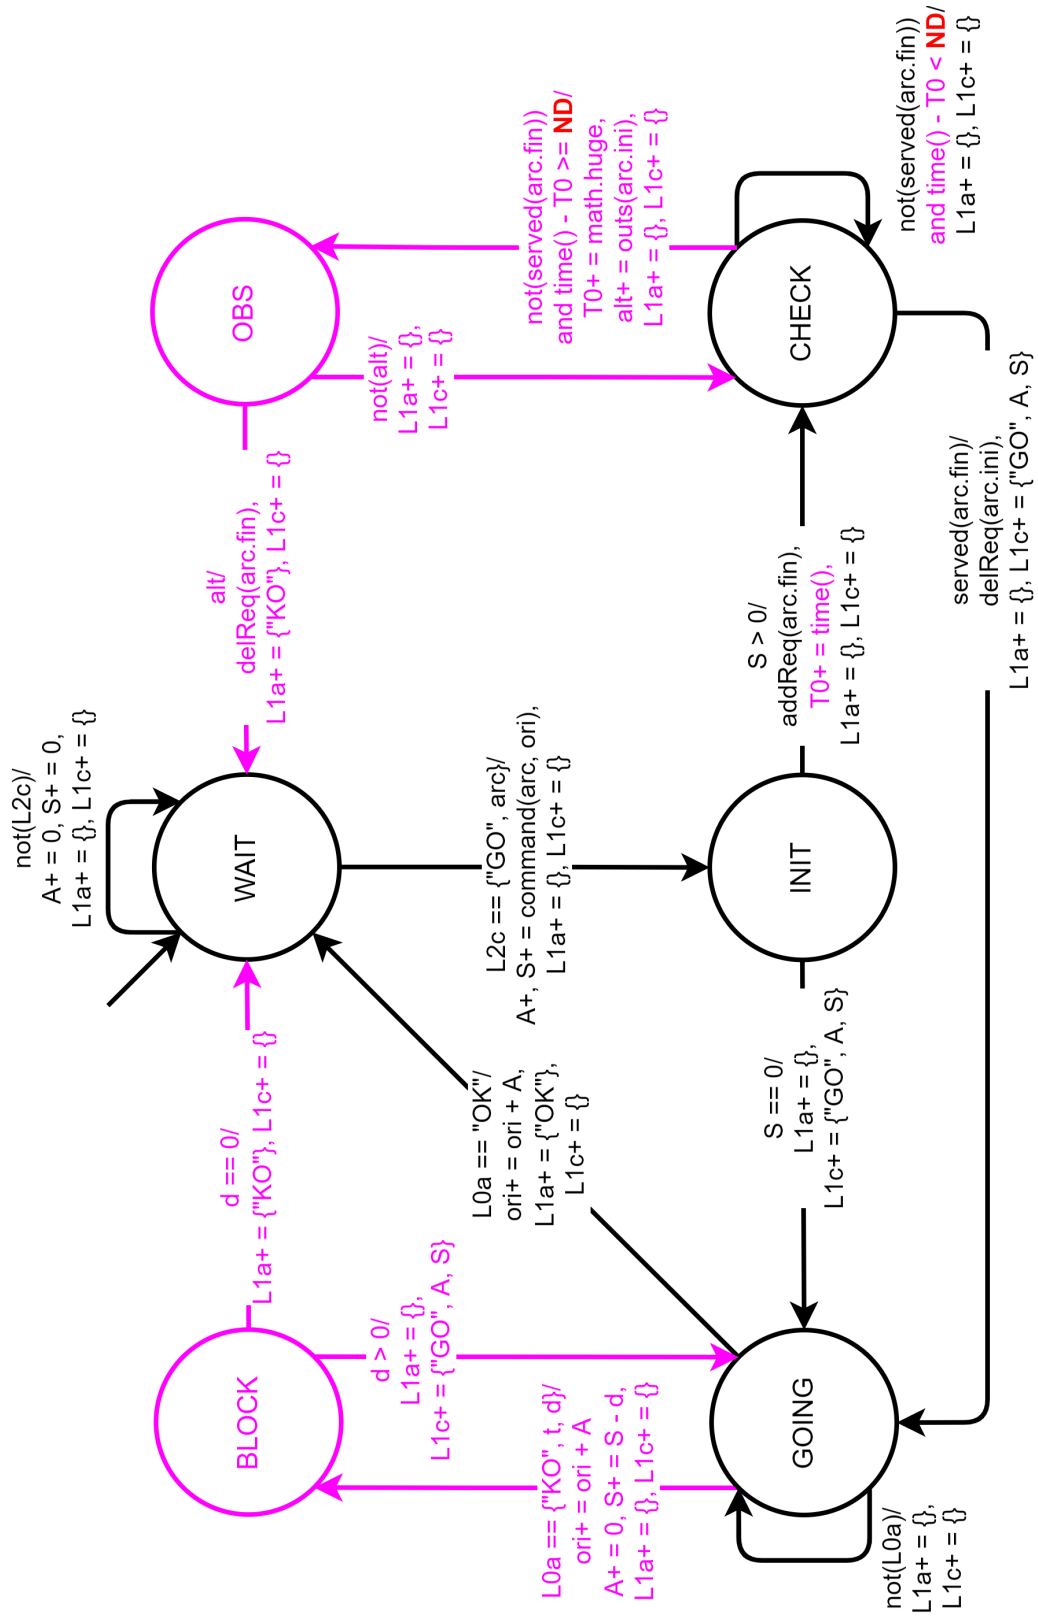 not(L2c)/
A+ = 0, S+ = 0,
L1a+ = {}, L1c+ = {}
BLOCK
d == 0/
L1a+ = {"KO"}, L1c+ = {}
WAIT
alt/
delReq(arc.fin),
L1a+ = {"KO"}, L1c+ = {}
OBS
L0a == {"KO", t, d}/
ori+ = ori + A
A+ = 0, S+ = S - d,
L1a+ = {}, L1c+ = {}
d > 0/
L1a+ = {},
L1c+ = {"GO", A, S}
L0a == "OK"/
ori+ = ori + A,
L1a+ = {"OK"},
L1c+ = {}
L2c == {"GO", arc}/
A+, S+ = command(arc, ori),
L1a+ = {}, L1c+ = {}
not(alt)/
L1a+ = {},
L1c+ = {}
not(served(arc.fin))
and time() - T0 >= ND/
T0+ = math.huge,
alt+ = outs(arc.ini),
L1a+ = {}, L1c+ = {}
GOING
S == 0/
L1a+ = {},
L1c+ = {"GO", A, S}
INIT
S > 0/
addReq(arc.fin),
T0+ = time(),
L1a+ = {}, L1c+ = {}
CHECK
not(L0a)/
L1a+ = {},
L1c+ = {}
served(arc.fin)/
delReq(arc.ini),
L1a+ = {}, L1c+ = {"GO", A, S}
not(served(arc.fin))
and time() - T0 < ND/
L1a+ = {}, L1c+ = {}